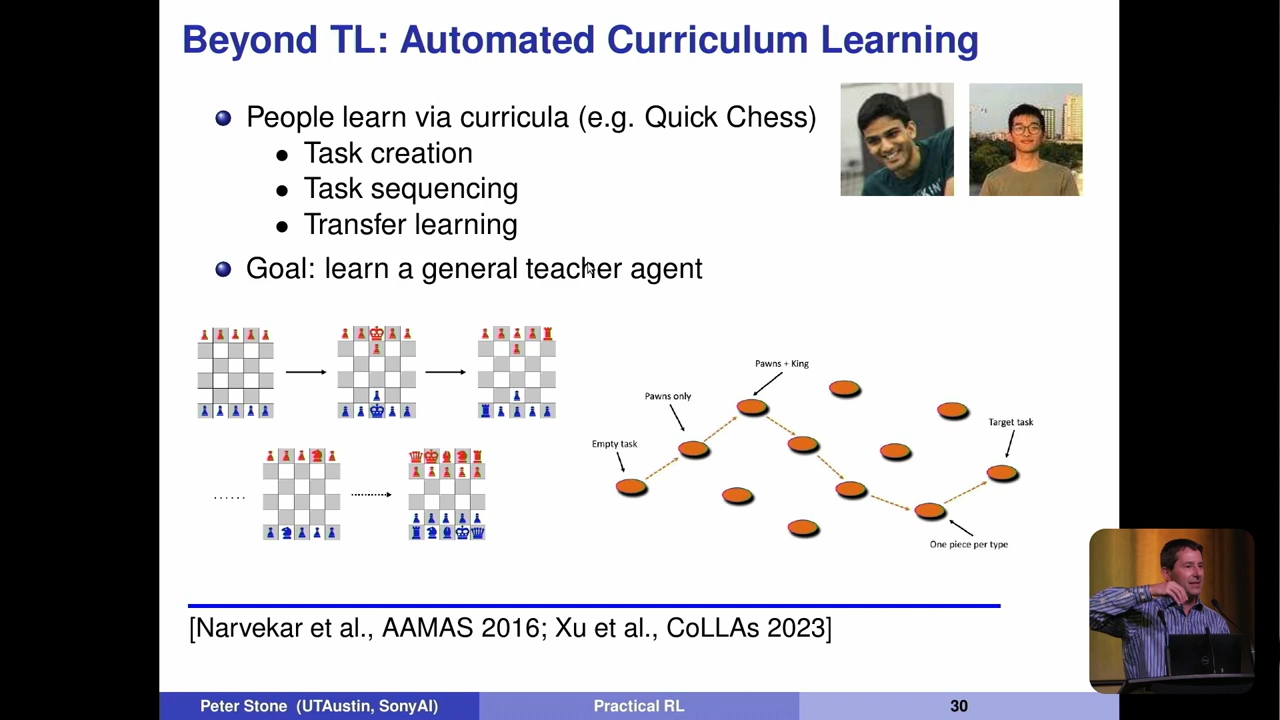 Beyond TL: Automated Curriculum Learning
People learn via curricula (e.g. Quick Chess)
Task creation
Task sequencing
Transfer learning
Goal: learn a general teacher agent
Pawns + King
Pawns only
Empty task
Target task
One piece per type
......
[Narvekar et al., AAMAS 2016; Xu et al., CoLLAs 2023]
Peter Stone (UTAustin, SonyAI)
Practical RL
30